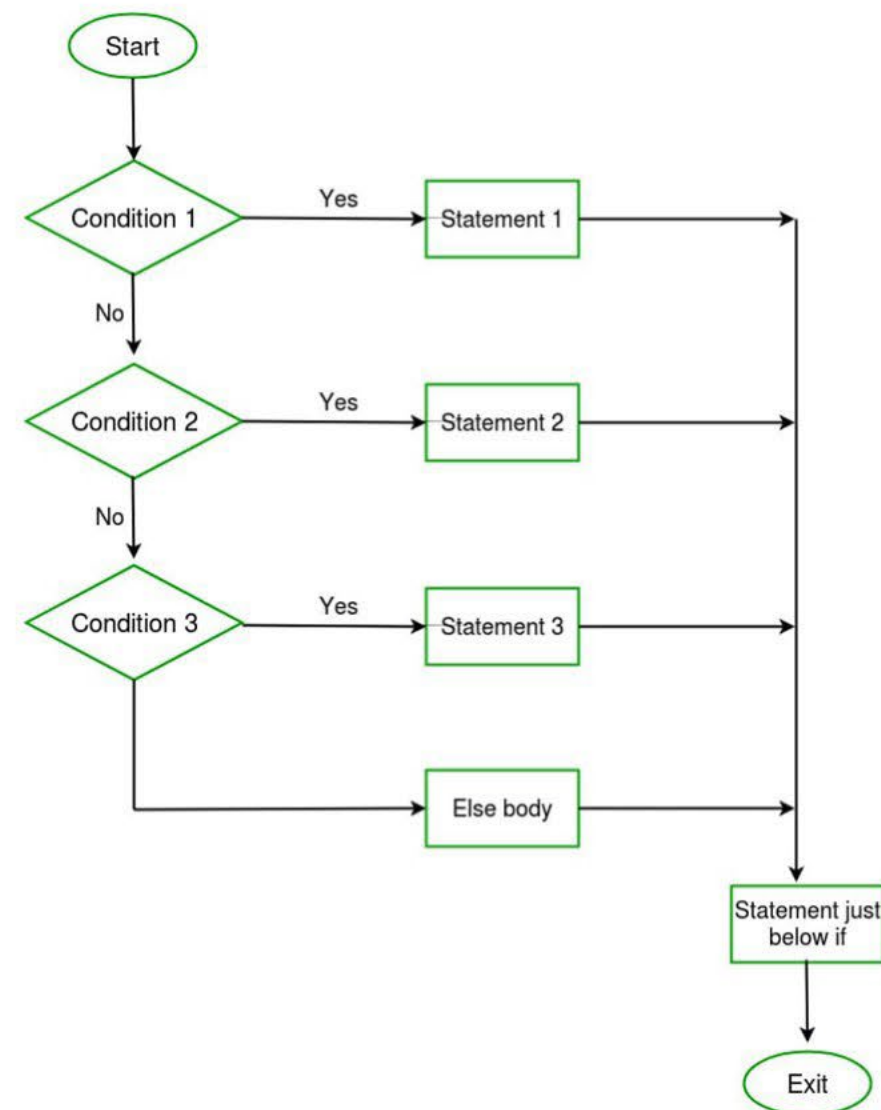 Start
Condition 1
Yes
Statement 1
No
Condition 2
Yes
Statement 2
No
Condition 3
Yes
Statement 3
Else body
Statement just
below if
Exit